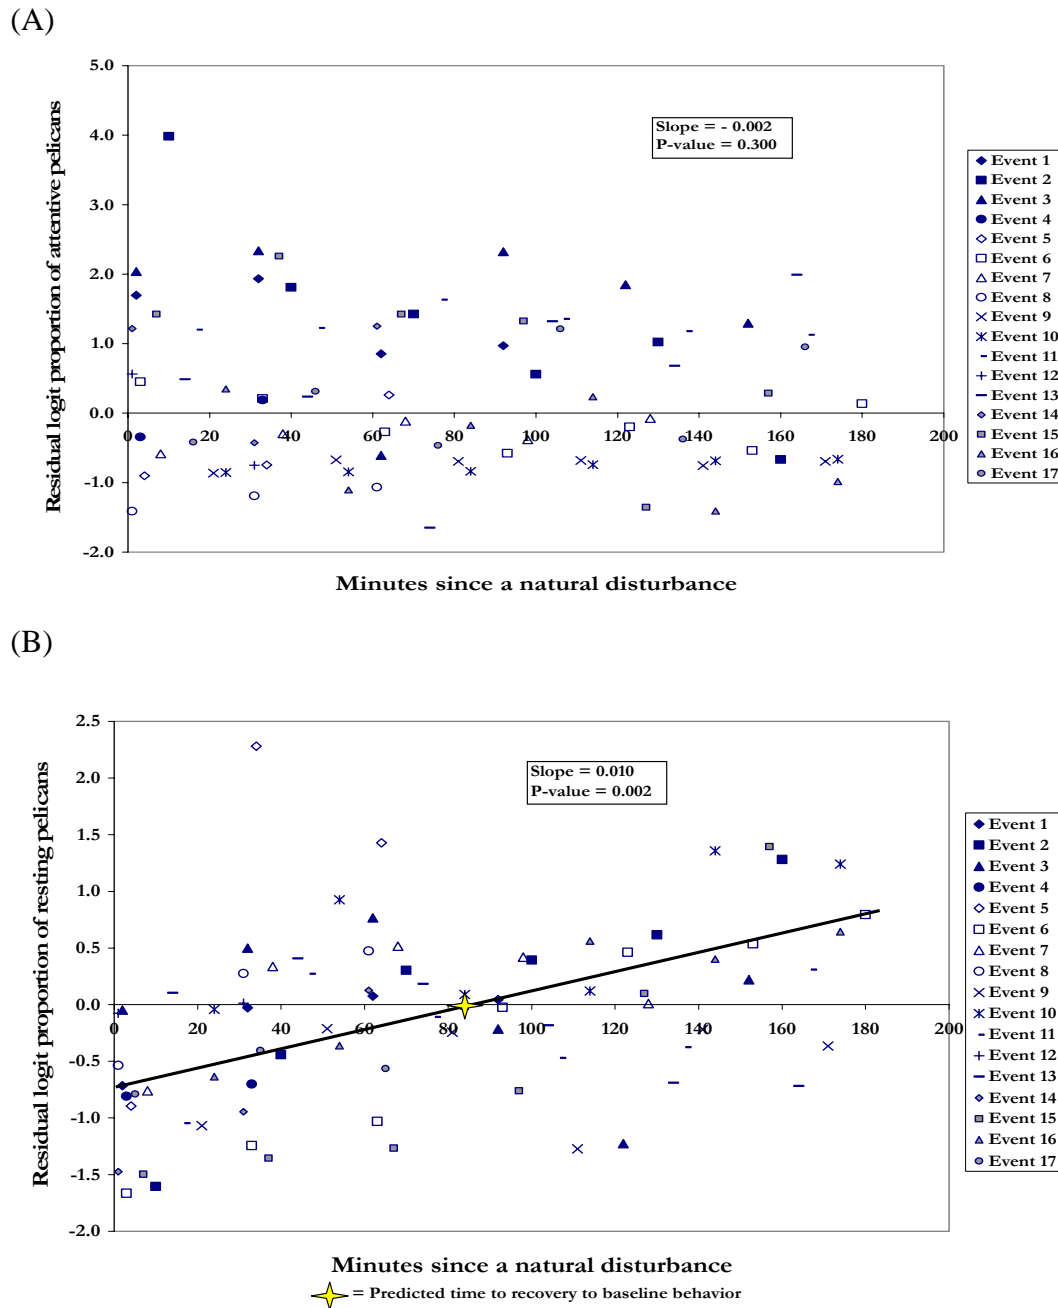 (A)
5.0
4.0
3.0
2.0
1.0
0.0
-1.0
-2.0
0
20
40
60
80
100
120
140
160
180
200
Residual logit proportion of attentive pelicans
Slope = - 0.002
P-value = 0.300
Event 1
Event 2
Event 3
Event 4
Event 5
Event 6
Event 7
Event 8
Event 9
Event 10
Event 11
Event 12
Event 13
Event 14
Event 15
Event 16
Event 17
Minutes since a natural disturbance
(B)
2.5
2.0
1.5
1.0
0.5
0.0
-0.5
-1.0
-1.5
-2.0
0
20
40
60
80
100
120
140
160
180
200
Residual logit proportion of resting pelicans
Slope = 0.010
P-value = 0.002
Event 1
Event 2
Event 3
Event 4
Event 5
Event 6
Event 7
Event 8
Event 9
Event 10
Event 11
Event 12
Event 13
Event 14
Event 15
Event 16
Event 17
Minutes since a natural disturbance
= Predicted time to recovery to baseline behavior